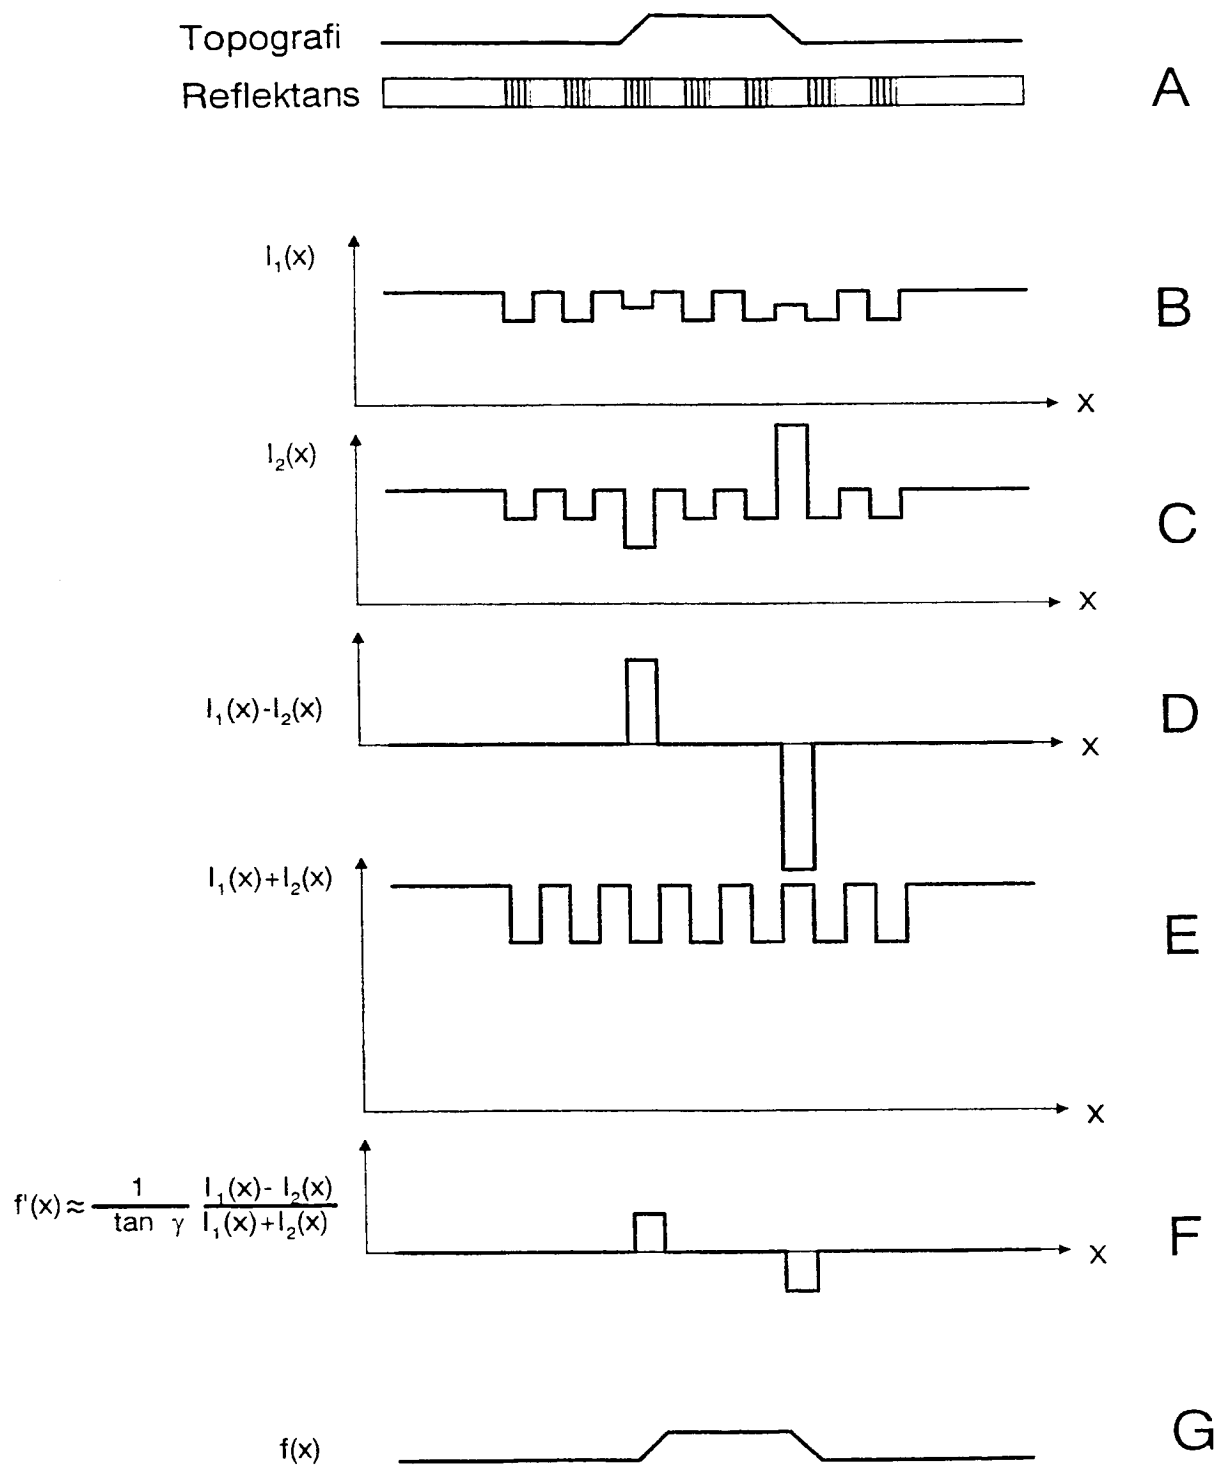 Topografi
Reflektans
A
I₁(x)
B
x
I₂(x)
C
x
I₁(x)-I₂(x)
D
x
I₁(x)+I₂(x)
E
x
f'(x) ≈ 1/tan γ I₁(x)- I₂(x)/I₁(x)+I₂(x)
F
x
f(x)
G